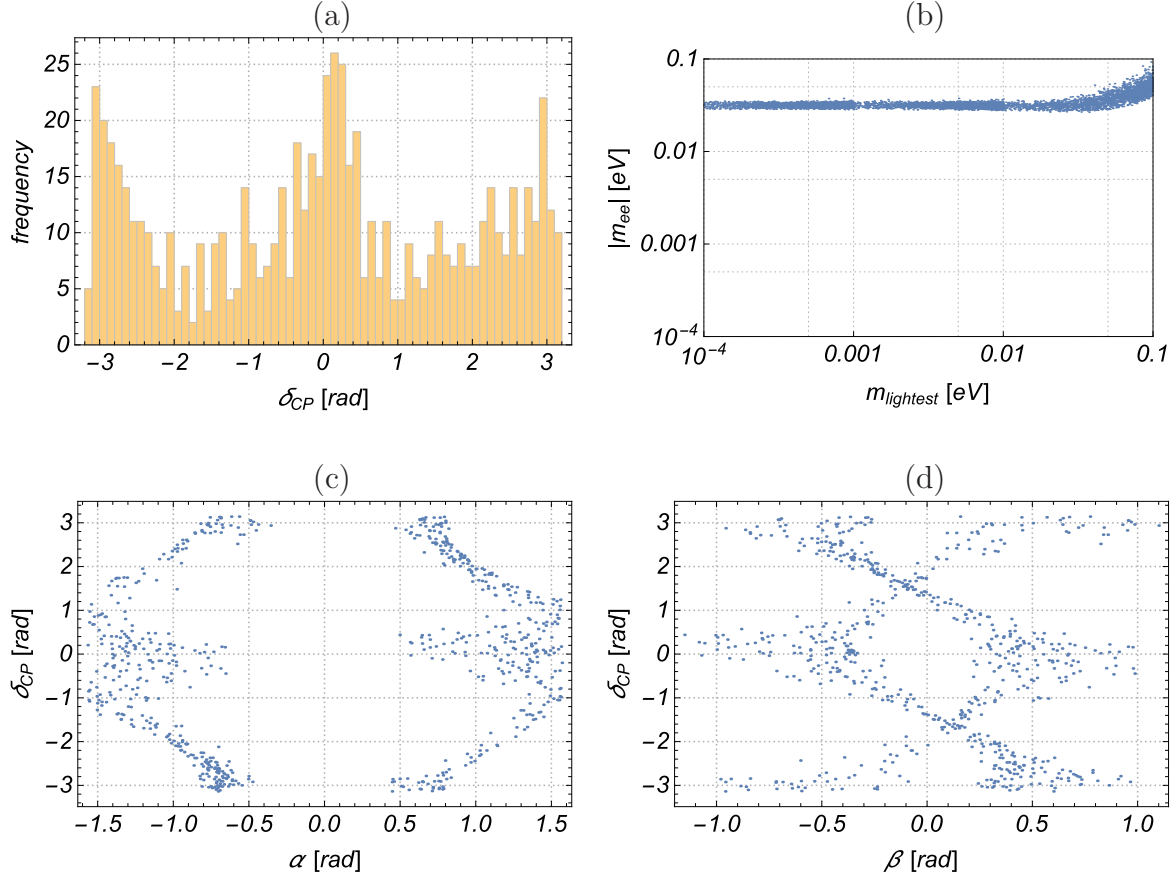 (a)
25
20
15
10
5
0
frequency
−3 −2 −1 0 1 2 3
δCP [rad]
(b)
0.1
0.01
0.001
10−4
|mee| [eV]
10−4 0.001 0.01 0.1
mlightest [eV]
(c)
3
2
1
0
−1
−2
−3
δCP [rad]
−1.5 −1.0 −0.5 0.0 0.5 1.0 1.5
α [rad]
(d)
3
2
1
0
−1
−2
−3
δCP [rad]
−1.0 −0.5 0.0 0.5 1.0
β [rad]